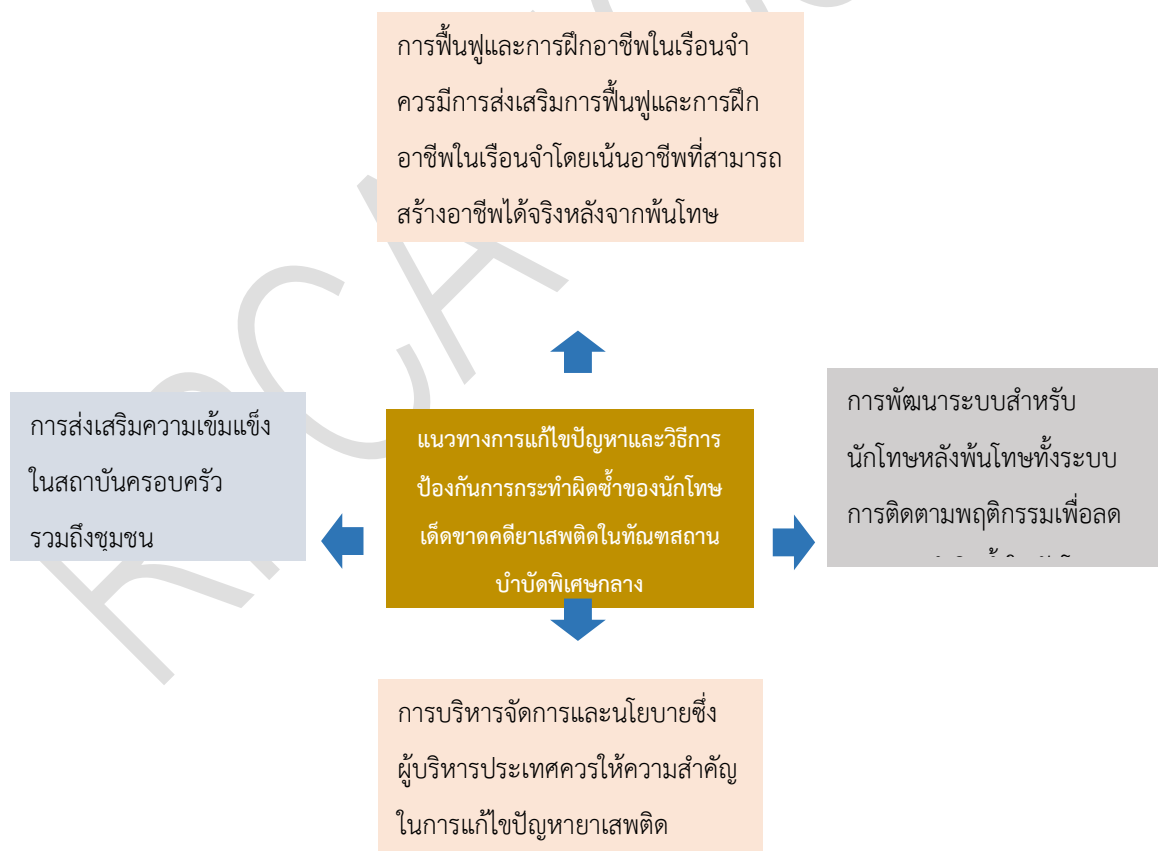 การฟื้นฟูและการฝึกอาชีพในเรือนจำ
ควรมีการส่งเสริมการฟื้นฟูและการฝึก
อาชีพในเรือนจำโดยเน้นอาชีพที่สามารถ
สร้างอาชีพได้จริงหลังจากพ้นโทษ
การส่งเสริมความเข้มแข็ง
ในสถาบันครอบครัว
รวมถึงชุมชน
แนวทางการแก้ไขปัญหาและวิธีการ
ป้องกันการกระทำผิดซ้ำของนักโทษ
เด็ดขาดคดียาเสพติดในทัณฑสถาน
บำบัดพิเศษกลาง
การพัฒนาระบบสำหรับ
นักโทษหลังพ้นโทษทั้งระบบ
การติดตามพฤติกรรมเพื่อลด
การบริหารจัดการและนโยบายซึ่ง
ผู้บริหารประเทศควรให้ความสำคัญ
ในการแก้ไขปัญหายาเสพติด